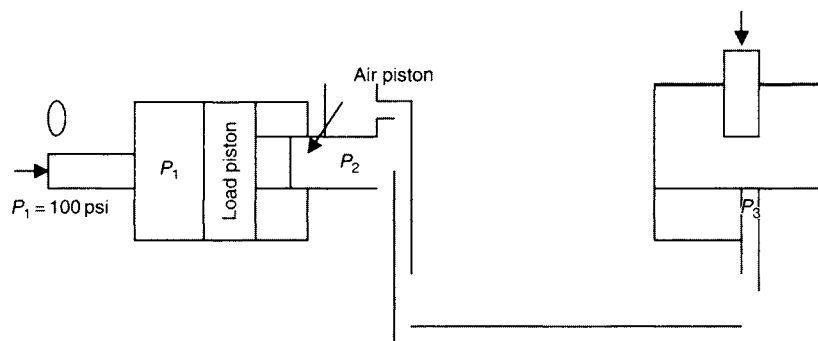 Air piston
P1
Load piston
P2
P1 = 100 psi
P3